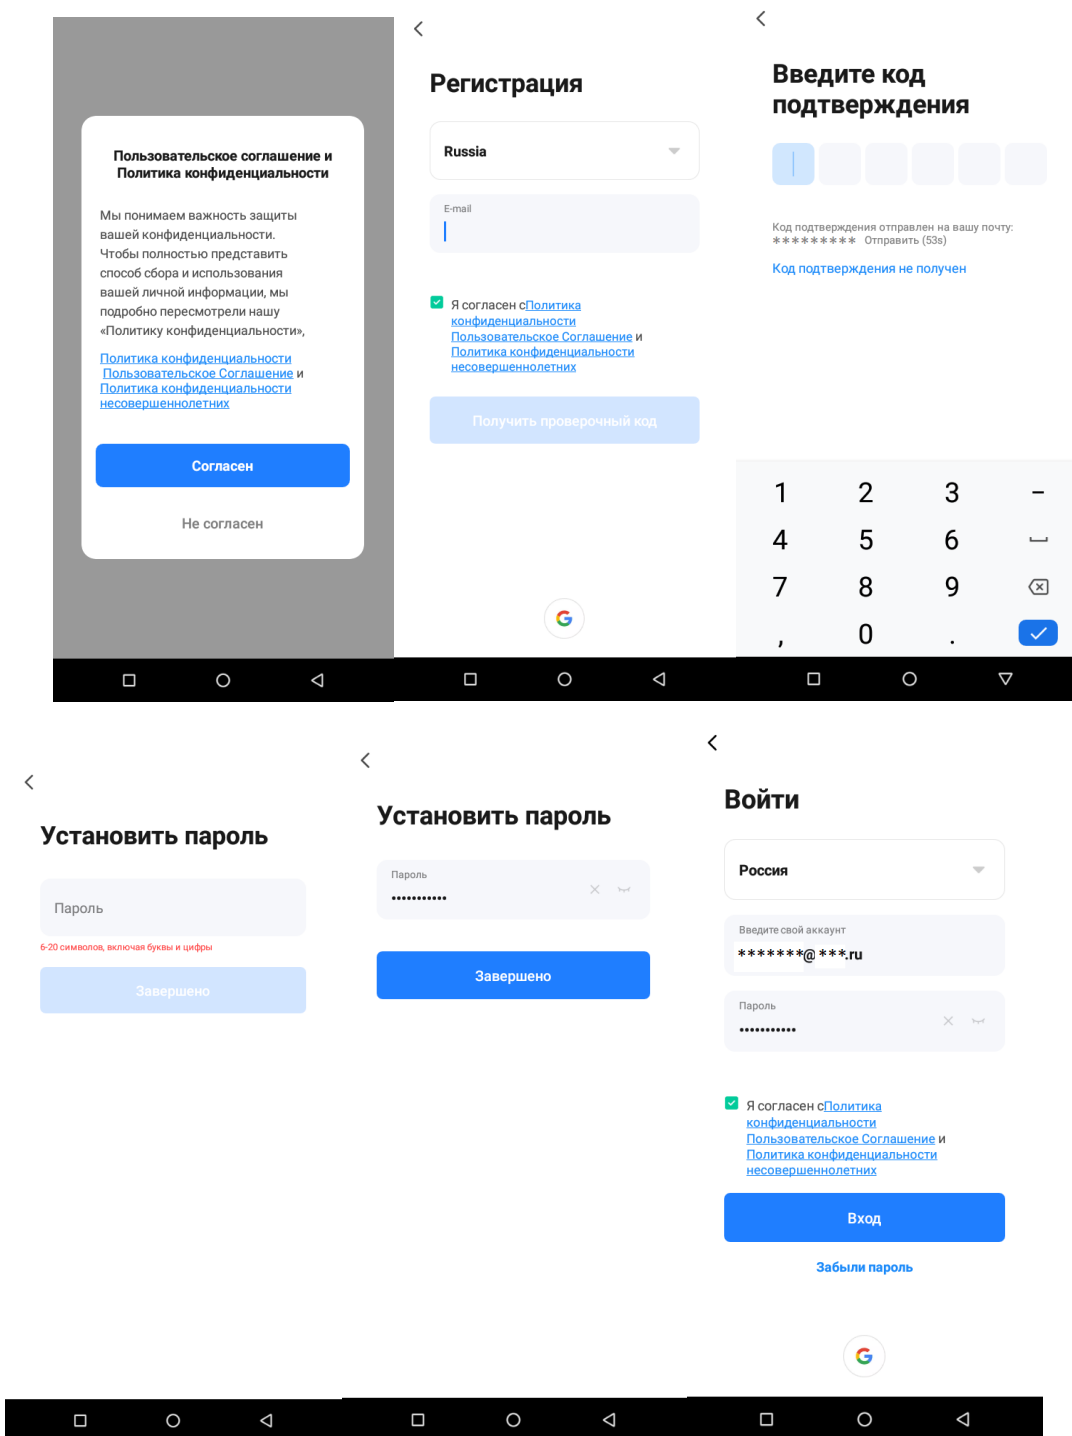 Пользовательское соглашение и
Политика конфиденциальности
Мы понимаем важность защиты
вашей конфиденциальности.
Чтобы полностью представить
способ сбора и использования
вашей личной информации, мы
подробно пересмотрели нашу
«Политику конфиденциальности»,
Политика конфиденциальности
Пользовательское Соглашение и
Политика конфиденциальности
несовершеннолетних
Согласен
Не согласен
Регистрация
Russia
E-mail
Я согласен сПолитика
конфиденциальности
Пользовательское Соглашение и
Политика конфиденциальности
несовершеннолетних
Получить проверочный код
Введите код
подтверждения
Код подтверждения отправлен на вашу почту:
********* Отправить (53s)
Код подтверждения не получен
1 2 3 -
4 5 6
7 8 9
, 0 .
Установить пароль
Пароль
6-20 символов, включая буквы и цифры
Завершено
Установить пароль
Пароль
•••••••••••
Завершено
Войти
Россия
Введите свой аккаунт
*******@***.ru
Пароль
•••••••••••
Я согласен сПолитика
конфиденциальности
Пользовательское Соглашение и
Политика конфиденциальности
несовершеннолетних
Вход
Забыли пароль